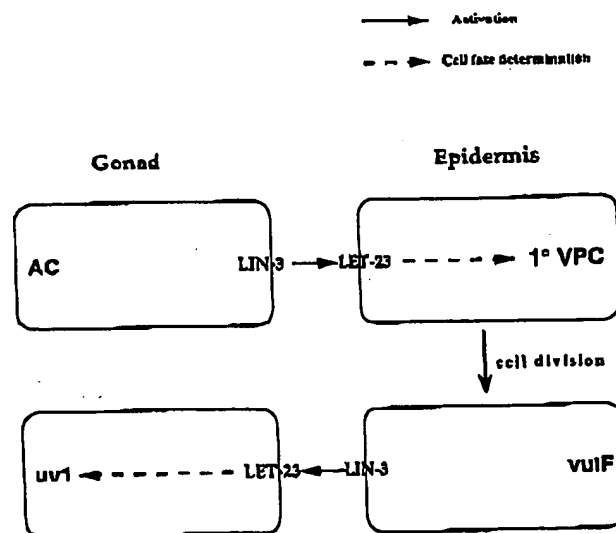 Activation
Cell fate determination
Gonad
Epidermis
AC
LIN-3
LET-23
1° VPC
cell division
uv1
LET-23
LIN-3
vulF